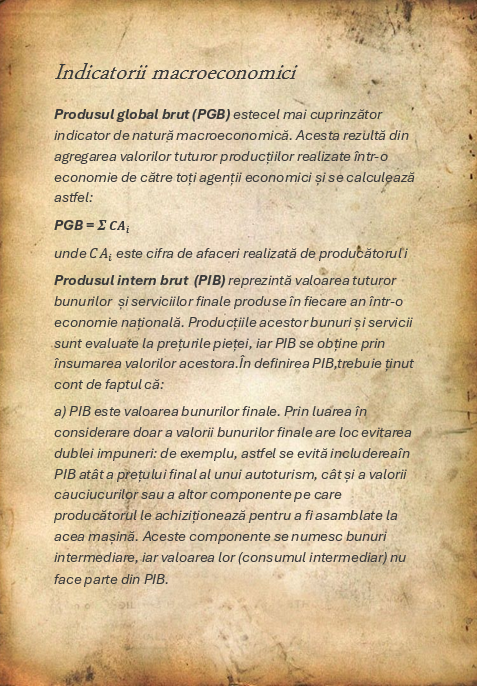 Indicatorii macroeconomici
Produsul global brut (PGB) estecel mai cuprinzător
indicator de natură macroeconomică. Acesta rezultă din
agregarea valorilor tuturor producțiilor realizate într-o
economie de către toți agenții economici și se calculează
astfel:
PGB = Σ CAᵢ
unde CAᵢ este cifra de afaceri realizată de producătorul i
Produsul intern brut (PIB) reprezintă valoarea tuturor
bunurilor și serviciilor finale produse în fiecare an într-o
economie națională. Producțiile acestor bunuri și servicii
sunt evaluate la prețurile pieței, iar PIB se obține prin
însumarea valorilor acestora.În definirea PIB,trebuie ținut
cont de faptul că:
a) PIB este valoarea bunurilor finale. Prin luarea în
considerare doar a valorii bunurilor finale are loc evitarea
dublei impuneri: de exemplu, astfel se evită includereaîn
PIB atât a prețului final al unui autoturism, cât și a valorii
cauciucurilor sau a altor componente pe care
producătorul le achiziționează pentru a fi asamblate la
acea mașină. Aceste componente se numesc bunuri
intermediare, iar valoarea lor (consumul intermediar) nu
face parte din PIB.